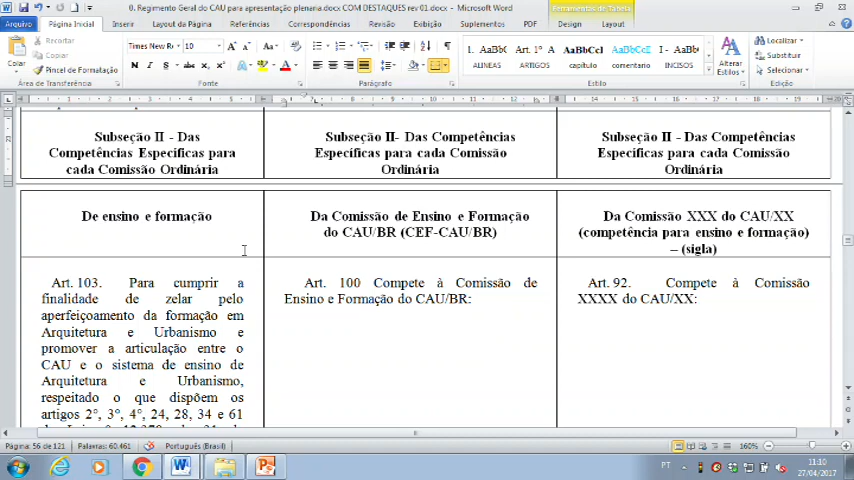 0. Regimento Geral do CAU para apresentação plenaria.docx COM DESTAQUES rev 01.docx - Microsoft Word
Ferramentas de Tabela
Arquivo Página Inicial Inserir Layout da Página Referências Correspondências Revisão Exibição Suplementos PDF Design Layout
Colar
Recortar
Copiar
Pincel de Formatação
Área de Transferência
Times New Ro 10
Fonte
Parágrafo
1. AaBbC Art. 1º A AaBbCcI AaBbCcE I - AaBb
ALINEAS ARTIGOS capítulo comentario INCISOS
Alterar Estilos
Estilo
Localizar
Substituir
Selecionar
Edição
Subseção II - Das
Competências Específicas para
cada Comissão Ordinária
Subseção II- Das Competências
Específicas para cada Comissão
Ordinária
Subseção II - Das Competências
Específicas para cada Comissão
Ordinária
De ensino e formação
Da Comissão de Ensino e Formação
do CAU/BR (CEF-CAU/BR)
Da Comissão XXX do CAU/XX
(competência para ensino e formação)
– (sigla)
Art. 103. Para cumprir a
finalidade de zelar pelo
aperfeiçoamento da formação em
Arquitetura e Urbanismo e
promover a articulação entre o
CAU e o sistema de ensino de
Arquitetura e Urbanismo,
respeitado o que dispõem os
artigos 2°, 3°, 4°, 24, 28, 34 e 61
Art. 100 Compete à Comissão de
Ensino e Formação do CAU/BR:
Art. 92. Compete à Comissão
XXXX do CAU/XX:
Página: 56 de 121 Palavras: 60.461 Português (Brasil) 160%
PT 11:10
27/04/2017